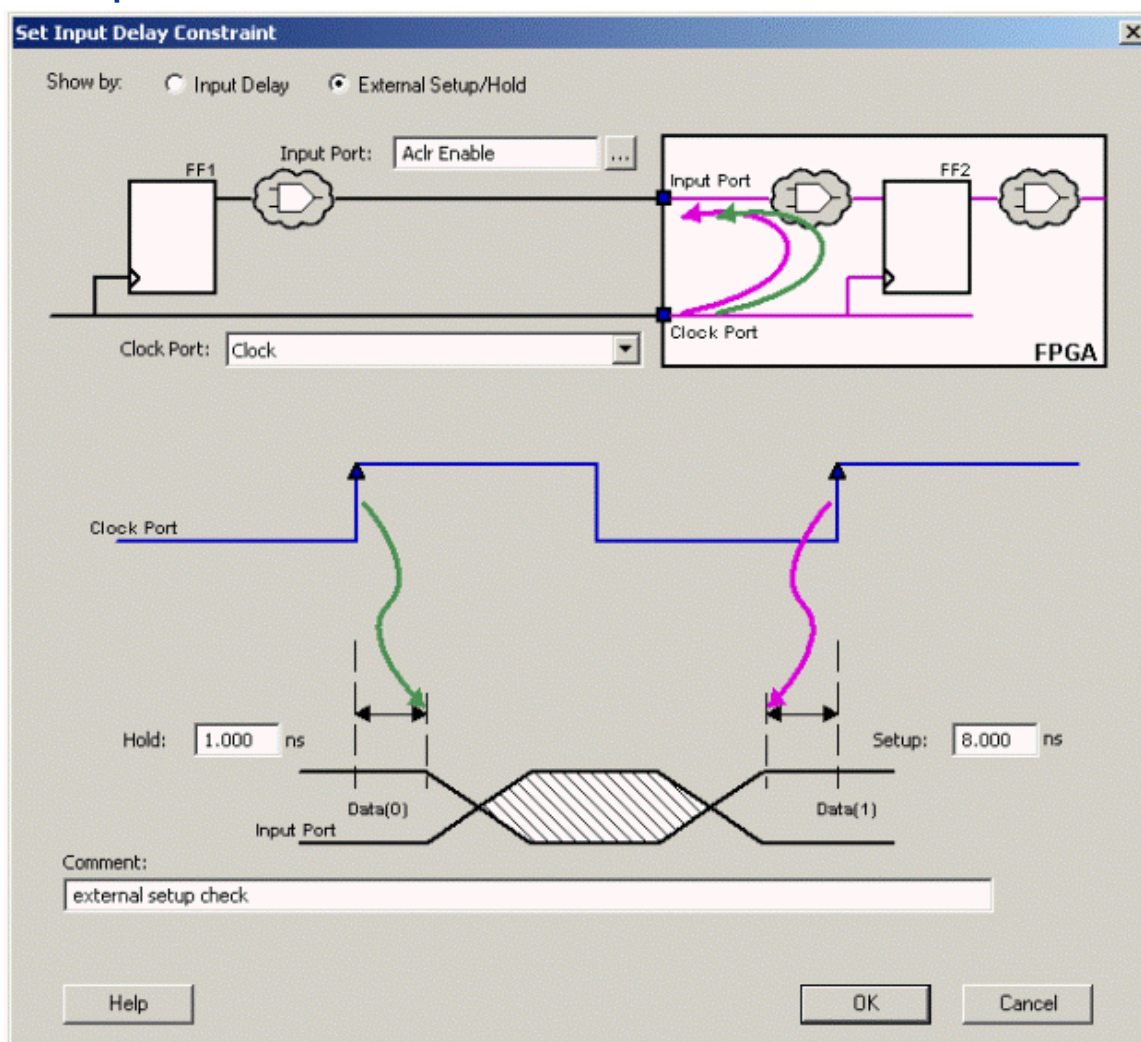 Set Input Delay Constraint
Show by: Input Delay External Setup/Hold
Input Port: Aclr Enable ...
FF1
Input Port
FF2
Clock Port
Clock Port: Clock
FPGA
Clock Port
Hold: 1.000 ns
Setup: 8.000 ns
Data(0)
Data(1)
Input Port
Comment:
external setup check
Help OK Cancel